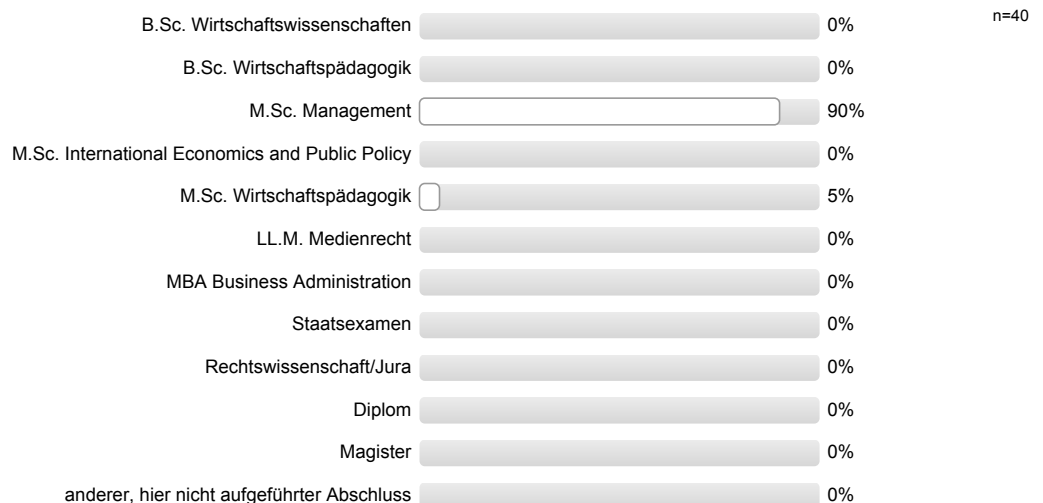 B.Sc. Wirtschaftswissenschaften 0% n=40
B.Sc. Wirtschaftspädagogik 0%
M.Sc. Management 90%
M.Sc. International Economics and Public Policy 0%
M.Sc. Wirtschaftspädagogik 5%
LL.M. Medienrecht 0%
MBA Business Administration 0%
Staatsexamen 0%
Rechtswissenschaft/Jura 0%
Diplom 0%
Magister 0%
anderer, hier nicht aufgeführter Abschluss 0%